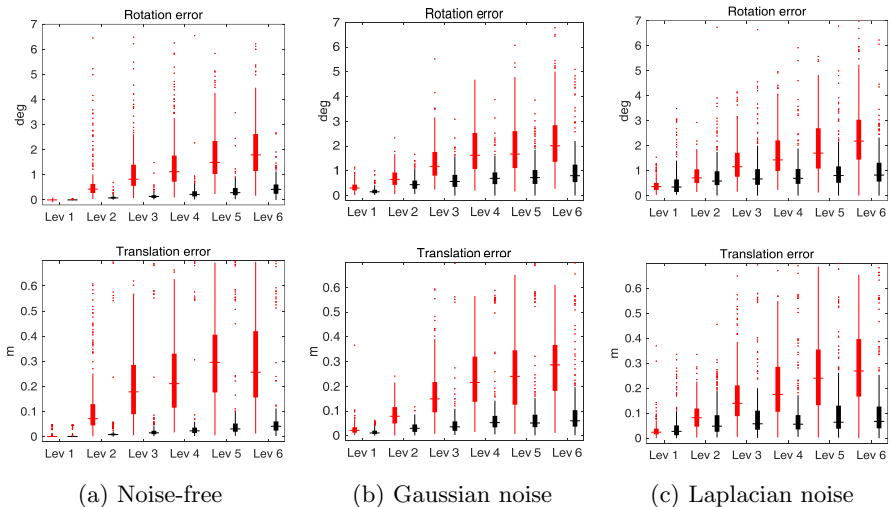 Rotation error
Rotation error
Rotation error
7
6
5
4
3
2
1
0
deg
Lev 1 Lev 2 Lev 3 Lev 4 Lev 5 Lev 6
7
6
5
4
3
2
1
0
deg
Lev 1 Lev 2 Lev 3 Lev 4 Lev 5 Lev 6
7
6
5
4
3
2
1
0
deg
Lev 1 Lev 2 Lev 3 Lev 4 Lev 5 Lev 6
Translation error
Translation error
Translation error
0.6
0.5
0.4
0.3
0.2
0.1
0
m
Lev 1 Lev 2 Lev 3 Lev 4 Lev 5 Lev 6
0.6
0.5
0.4
0.3
0.2
0.1
0
m
Lev 1 Lev 2 Lev 3 Lev 4 Lev 5 Lev 6
0.6
0.5
0.4
0.3
0.2
0.1
0
m
Lev 1 Lev 2 Lev 3 Lev 4 Lev 5 Lev 6
(a) Noise-free
(b) Gaussian noise
(c) Laplacian noise